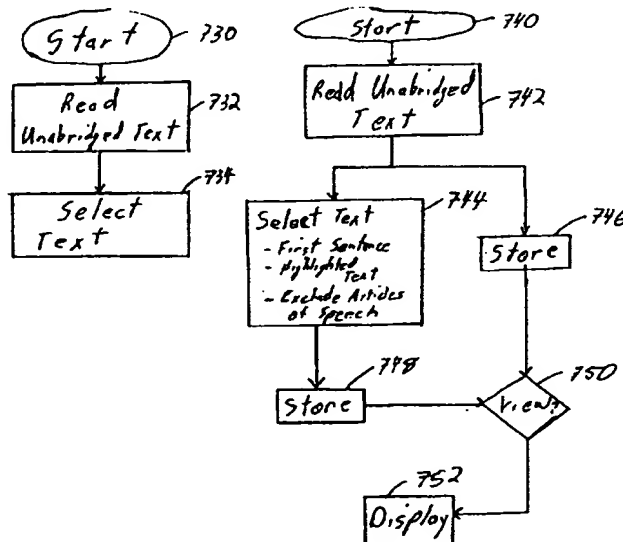 Start
730
Read
Unabridged Text
732
Select
Text
734
Start
740
Read Unabridged
Text
742
Select Text
- First Sentence
- Highlighted
Text
- Exclude Articles
of Speech
744
Store
746
Store
748
View?
750
Display
752